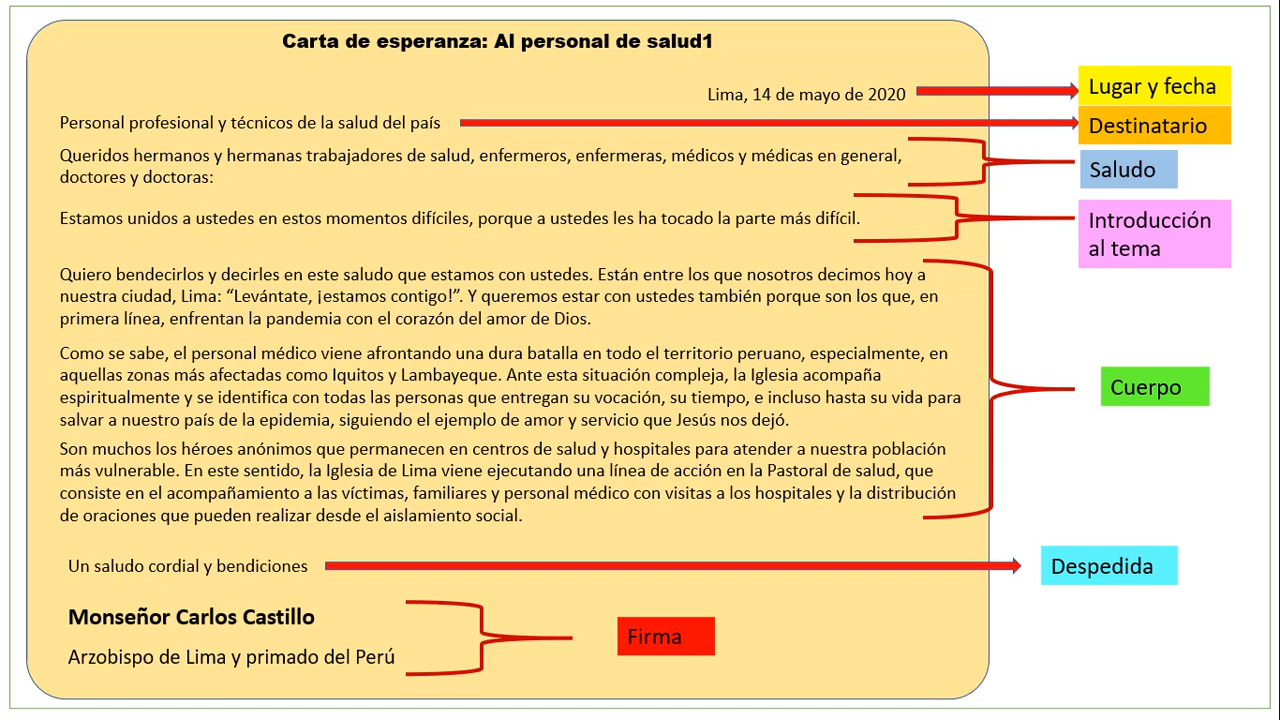 Carta de esperanza: Al personal de salud1
Lima, 14 de mayo de 2020
Lugar y fecha
Personal profesional y técnicos de la salud del país
Destinatario
Queridos hermanos y hermanas trabajadores de salud, enfermeros, enfermeras, médicos y médicas en general,
doctores y doctoras:
Saludo
Estamos unidos a ustedes en estos momentos difíciles, porque a ustedes les ha tocado la parte más difícil.
Introducción
al tema
Quiero bendecirlos y decirles en este saludo que estamos con ustedes. Están entre los que nosotros decimos hoy a
nuestra ciudad, Lima: “Levántate, ¡estamos contigo!”. Y queremos estar con ustedes también porque son los que, en
primera línea, enfrentan la pandemia con el corazón del amor de Dios.
Como se sabe, el personal médico viene afrontando una dura batalla en todo el territorio peruano, especialmente, en
aquellas zonas más afectadas como Iquitos y Lambayeque. Ante esta situación compleja, la Iglesia acompaña
espiritualmente y se identifica con todas las personas que entregan su vocación, su tiempo, e incluso hasta su vida para
salvar a nuestro país de la epidemia, siguiendo el ejemplo de amor y servicio que Jesús nos dejó.
Son muchos los héroes anónimos que permanecen en centros de salud y hospitales para atender a nuestra población
más vulnerable. En este sentido, la Iglesia de Lima viene ejecutando una línea de acción en la Pastoral de salud, que
consiste en el acompañamiento a las víctimas, familiares y personal médico con visitas a los hospitales y la distribución
de oraciones que pueden realizar desde el aislamiento social.
Cuerpo
Un saludo cordial y bendiciones
Despedida
Monseñor Carlos Castillo
Arzobispo de Lima y primado del Perú
Firma